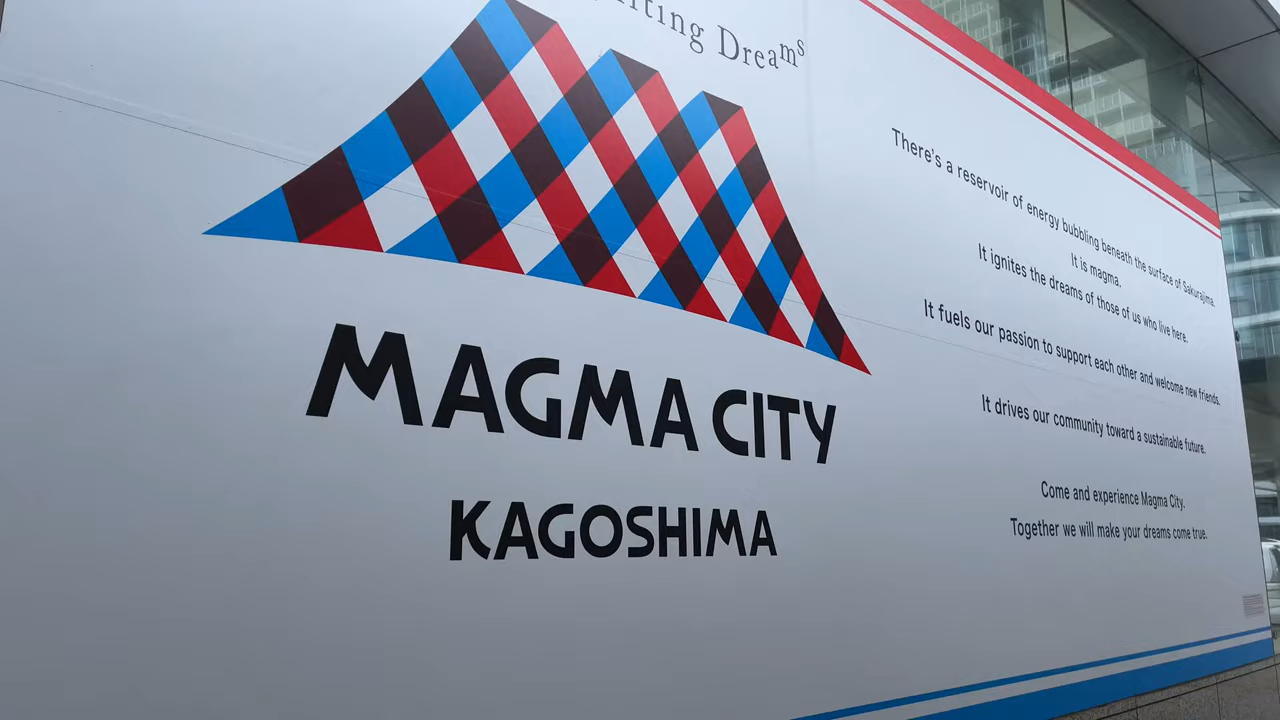 Dreams
MAGMA CITY
KAGOSHIMA
There's a reservoir of energy bubbling beneath the surface of Sakurajima.
It is magma.
It ignites the dreams of those of us who live here.
It fuels our passion to support each other and welcome new friends.
It drives our community toward a sustainable future.
Come and experience Magma City.
Together we will make your dreams come true.